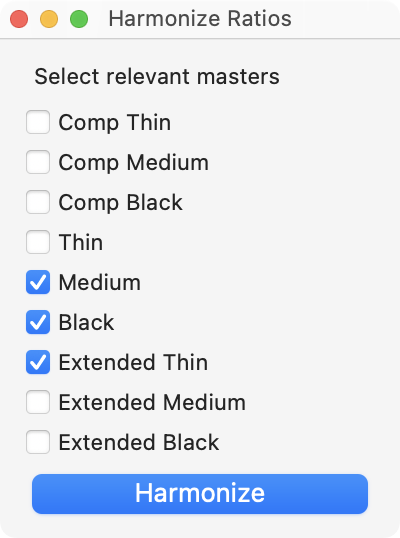 Harmonize Ratios
Select relevant masters
Comp Thin
Comp Medium
Comp Black
Thin
Medium
Black
Extended Thin
Extended Medium
Extended Black
Harmonize